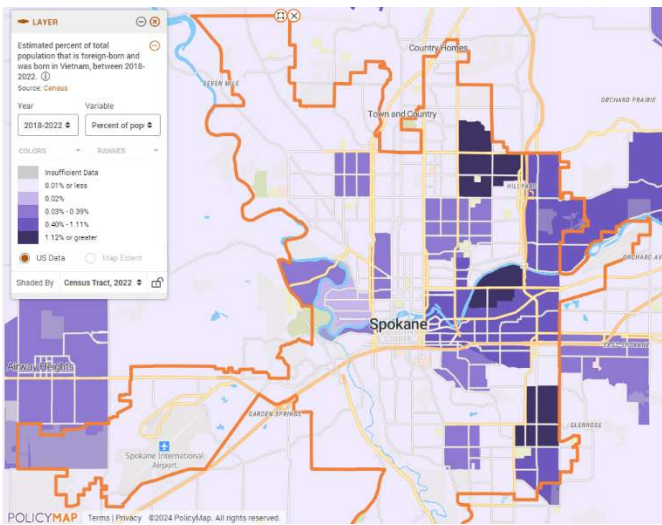 LAYER
Estimated percent of total
population that is foreign-born and
was born in Vietnam, between 2018-
2022.
Source: Census
Year
Variable
2018-2022
Percent of pop
COLORS
RANGES
Insufficient Data
0.01% or less
0.02%
0.03% - 0.39%
0.40% - 1.11%
1.12% or greater
US Data
Map Extent
Shaded By
Census Tract, 2022
Country Homes
SEVEN MILE
ORCHARD PRAIRIE
Town and Country
HILLYARD
ORCHARD AV
Spokane
EAST SPOKANE
Airway Heights
GARDEN SPRINGS
GLENROSE
Spokane International
Airport
POLICYMAP
Terms | Privacy ©2024 PolicyMap. All rights reserved.